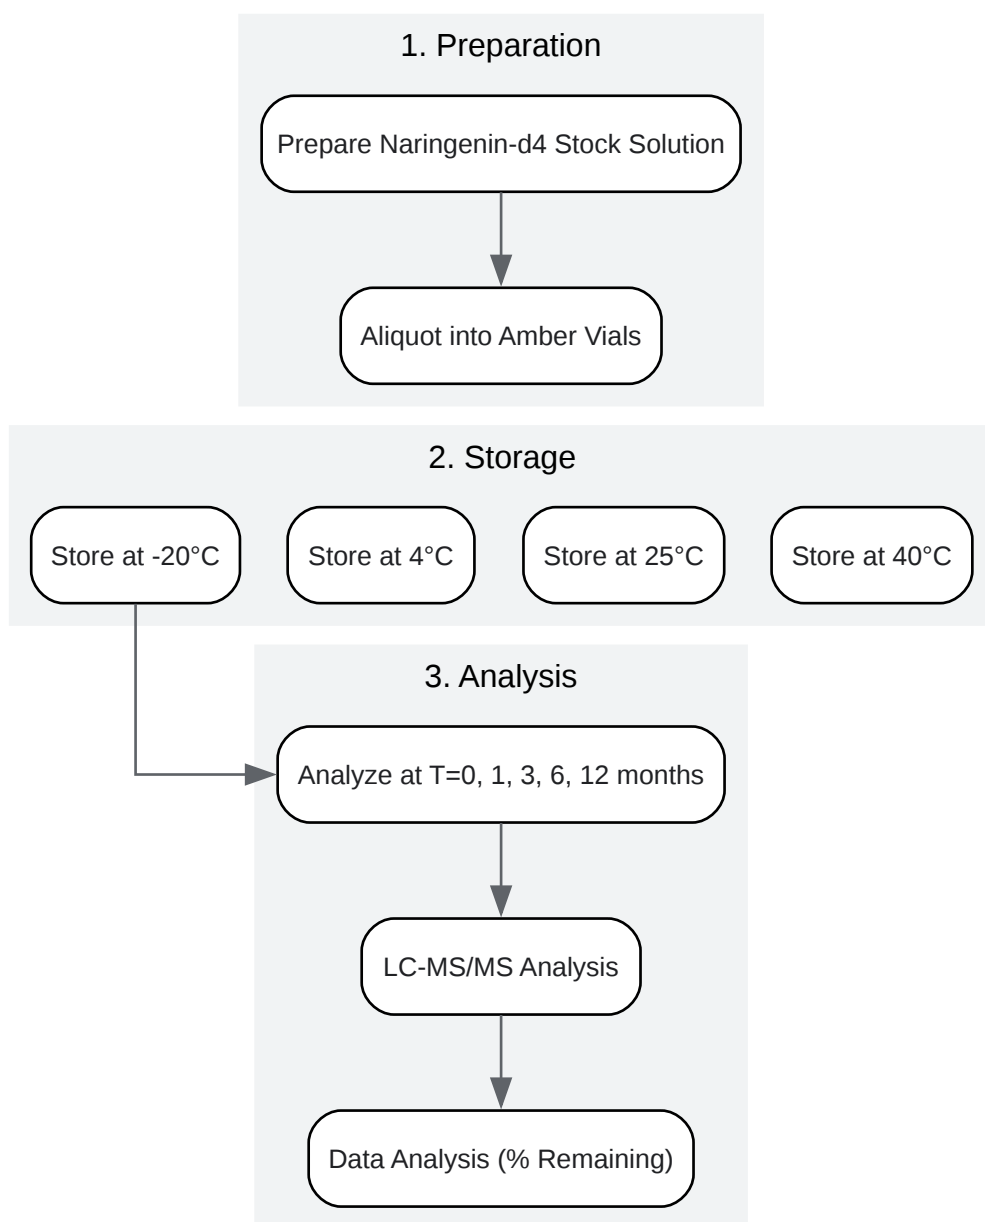 1. Preparation
Prepare Naringenin-d4 Stock Solution
Aliquot into Amber Vials
2. Storage
Store at -20°C
Store at 4°C
Store at 25°C
Store at 40°C
3. Analysis
Analyze at T=0, 1, 3, 6, 12 months
LC-MS/MS Analysis
Data Analysis (% Remaining)